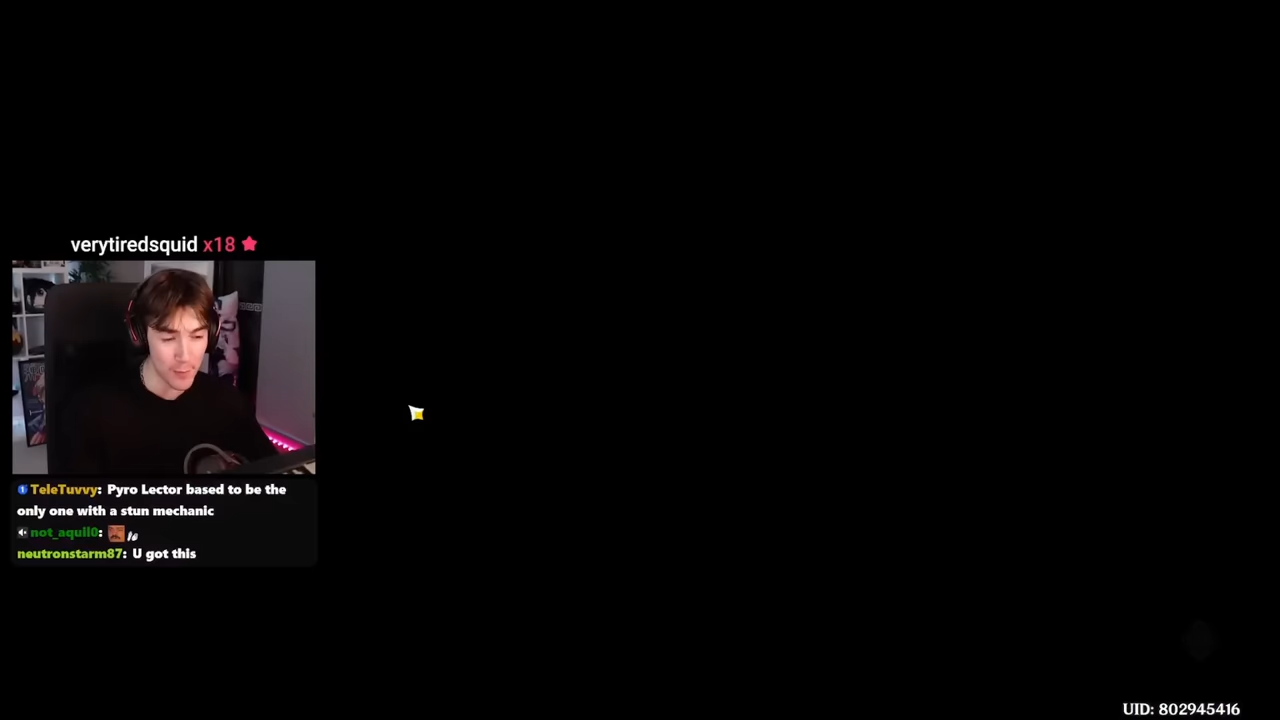 verytiredsquid x18
TeleTuvvy: Pyro Lector based to be the
only one with a stun mechanic
not_aquil0:
neutronstarm87: U got this
UID: 802945416